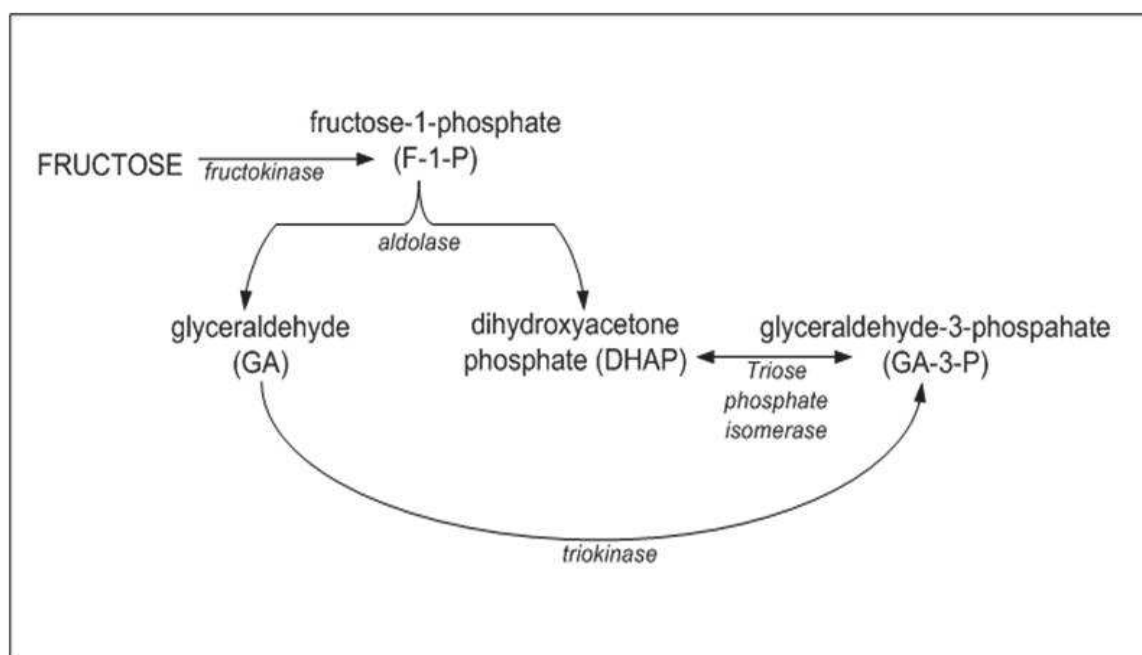 fructose-1-phosphate
(F-1-P)
FRUCTOSE
fructokinase
aldolase
glyceraldehyde
(GA)
dihydroxyacetone
phosphate (DHAP)
glyceraldehyde-3-phospahate
(GA-3-P)
Triose
phosphate
isomerase
triokinase